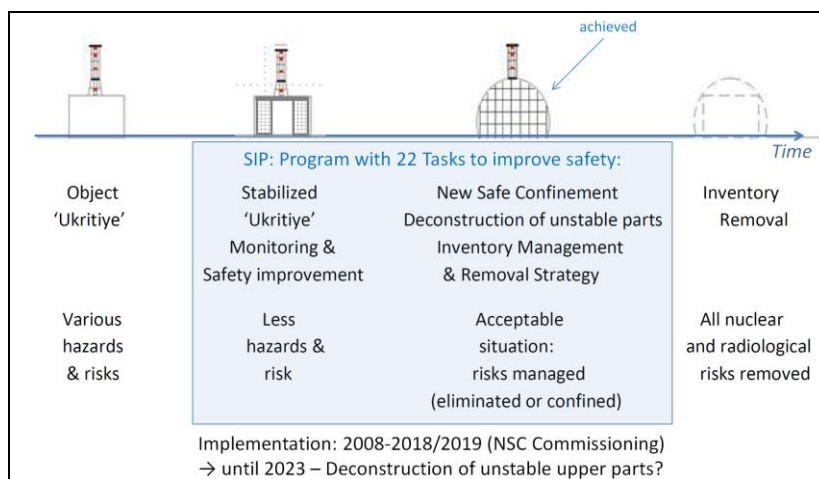 achieved
Time
SIP: Program with 22 Tasks to improve safety:
Object
‘Ukritiye’
Stabilized
‘Ukritiye’
Monitoring &
Safety improvement
New Safe Confinement
Deconstruction of unstable parts
Inventory Management
& Removal Strategy
Inventory
Removal
Various
hazards
& risks
Less
hazards &
risk
Acceptable
situation:
risks managed
(eliminated or confined)
All nuclear
and radiological
risks removed
Implementation: 2008-2018/2019 (NSC Commissioning)
→ until 2023 – Deconstruction of unstable upper parts?